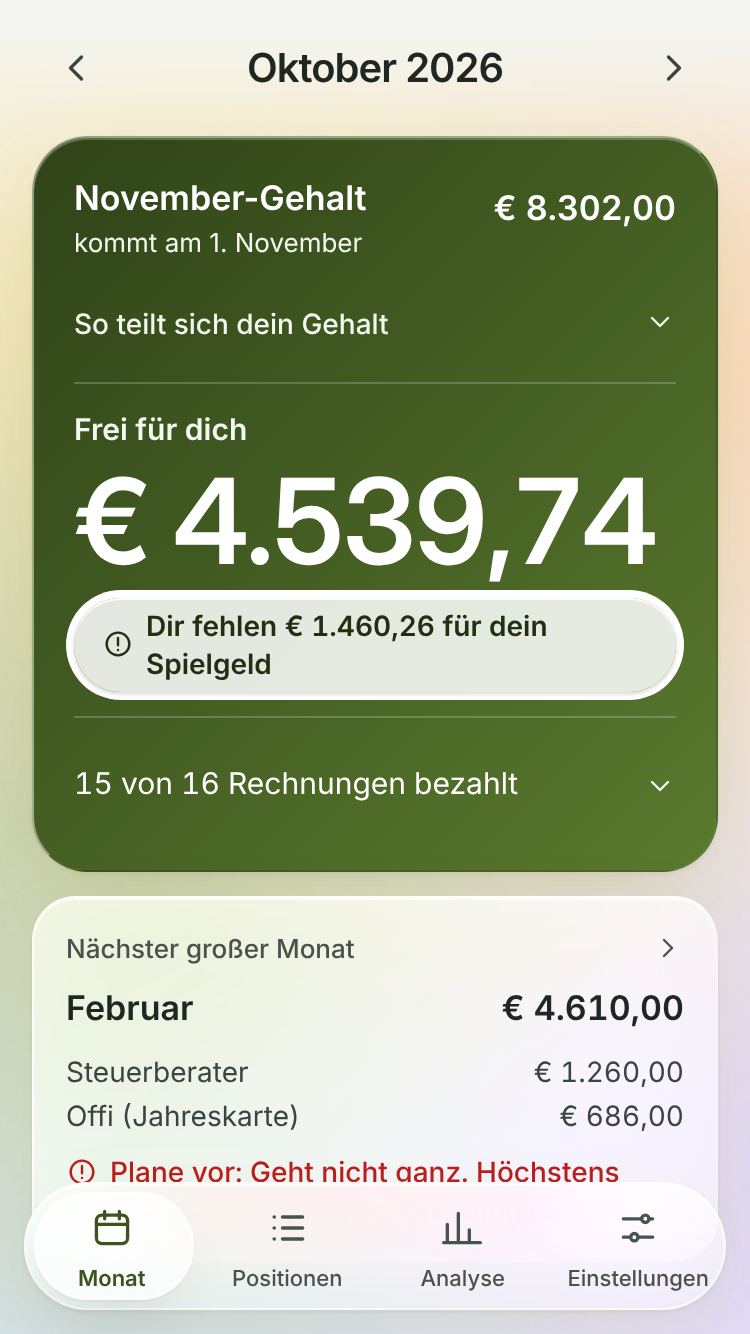 Oktober 2026
November-Gehalt
€ 8.302,00
kommt am 1. November
So teilt sich dein Gehalt
Frei für dich
€ 4.539,74
Dir fehlen € 1.460,26 für dein
Spielgeld
15 von 16 Rechnungen bezahlt
Nächster großer Monat
Februar
€ 4.610,00
Steuerberater
€ 1.260,00
Offi (Jahreskarte)
€ 686,00
Plane vor: Geht nicht ganz. Höchstens
Monat
Positionen
Analyse
Einstellungen